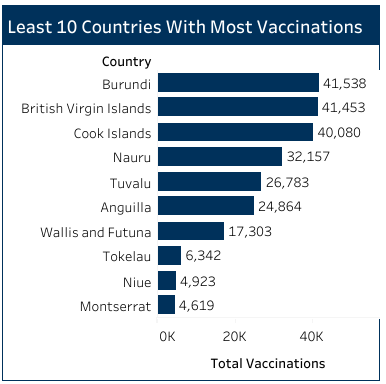 Least 10 Countries With Most Vaccinations
Country
Burundi 41,538
British Virgin Islands 41,453
Cook Islands 40,080
Nauru 32,157
Tuvalu 26,783
Anguilla 24,864
Wallis and Futuna 17,303
Tokelau 6,342
Niue 4,923
Montserrat 4,619
0K 20K 40K
Total Vaccinations